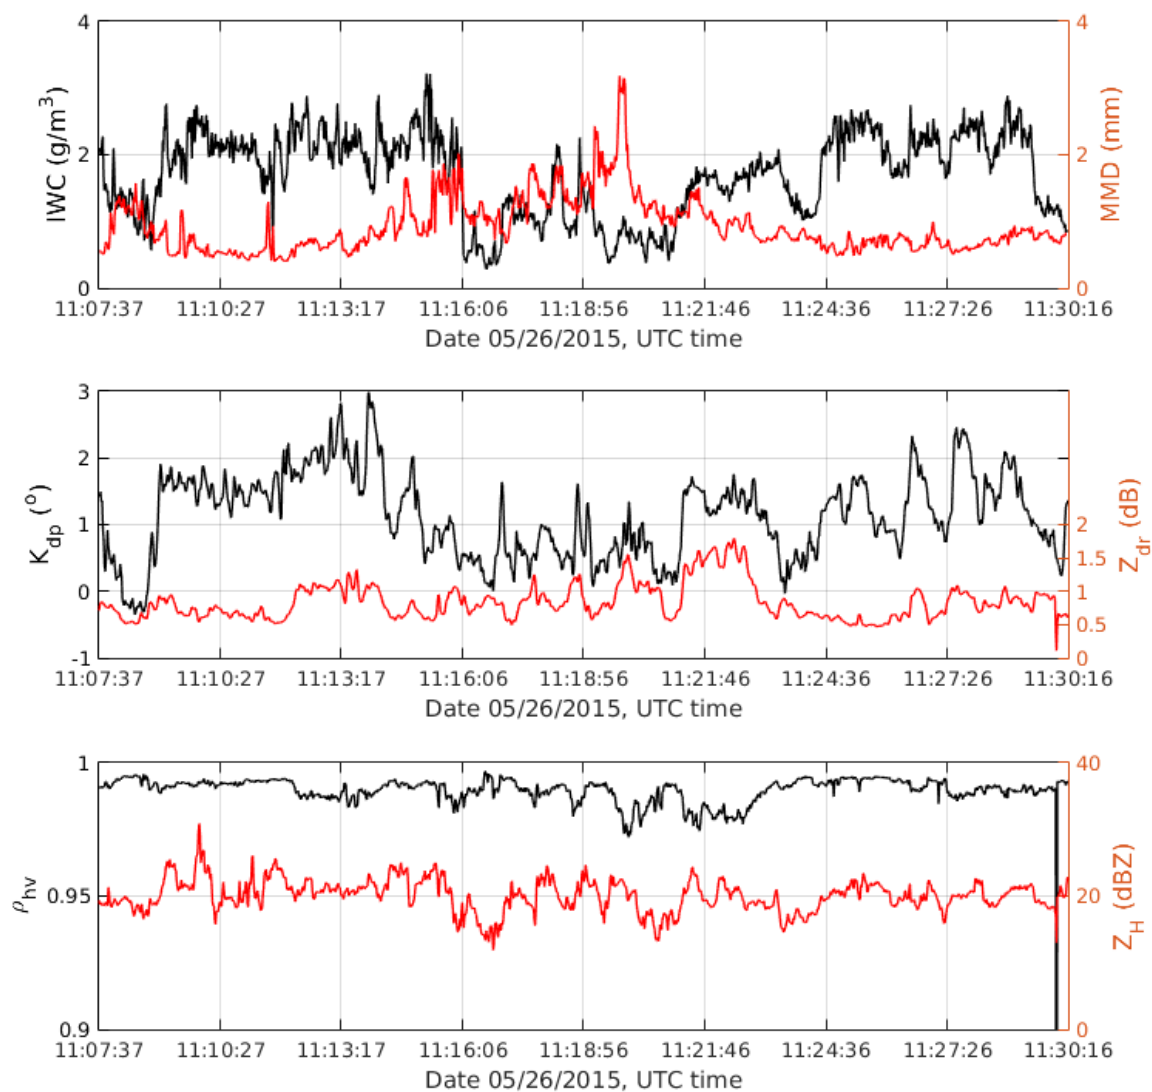 4 4
IWC (g/m³) 2 2 MMD (mm)
0 0
11:07:37 11:10:27 11:13:17 11:16:06 11:18:56 11:21:46 11:24:36 11:27:26 11:30:16
Date 05/26/2015, UTC time
3
2
K_dp (°) 1 2 Z_dr (dB)
1.5
0 1
0.5
-1 0
11:07:37 11:10:27 11:13:17 11:16:06 11:18:56 11:21:46 11:24:36 11:27:26 11:30:16
Date 05/26/2015, UTC time
1 40
ρ_hv 0.95 20 Z_H (dBZ)
0.9 0
11:07:37 11:10:27 11:13:17 11:16:06 11:18:56 11:21:46 11:24:36 11:27:26 11:30:16
Date 05/26/2015, UTC time